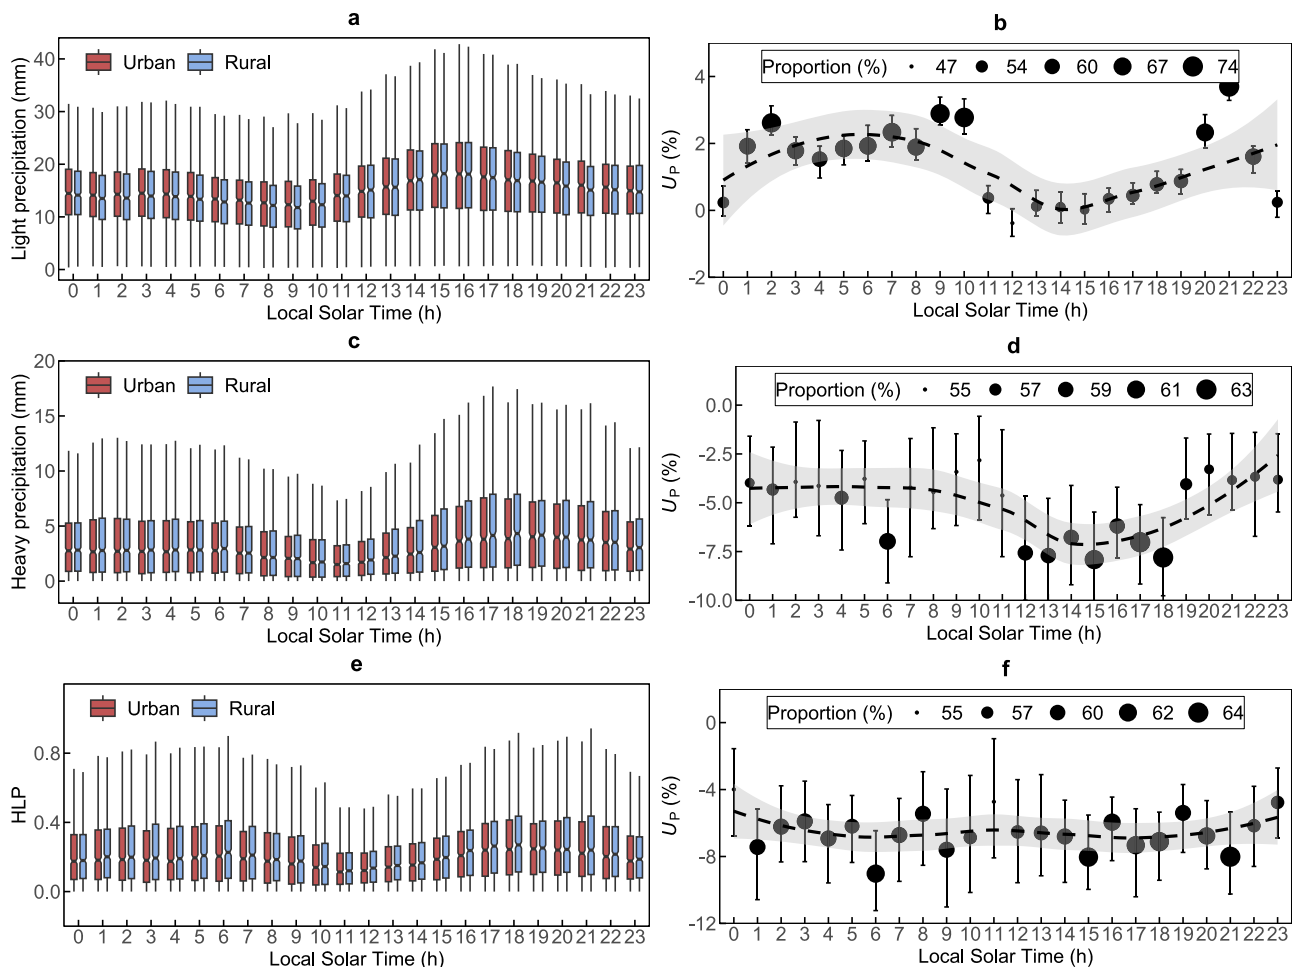 a
Light precipitation (mm)
40
30
20
10
0
Urban
Rural
0 1 2 3 4 5 6 7 8 9 10 11 12 13 14 15 16 17 18 19 20 21 22 23
Local Solar Time (h)
b
U_P (%)
4
2
0
-2
Proportion (%) 47 54 60 67 74
0 1 2 3 4 5 6 7 8 9 10 11 12 13 14 15 16 17 18 19 20 21 22 23
Local Solar Time (h)
c
Heavy precipitation (mm)
20
15
10
5
0
Urban
Rural
0 1 2 3 4 5 6 7 8 9 10 11 12 13 14 15 16 17 18 19 20 21 22 23
Local Solar Time (h)
d
U_P (%)
0.0
-2.5
-5.0
-7.5
-10.0
Proportion (%) 55 57 59 61 63
0 1 2 3 4 5 6 7 8 9 10 11 12 13 14 15 16 17 18 19 20 21 22 23
Local Solar Time (h)
e
HLP
0.8
0.4
0.0
Urban
Rural
0 1 2 3 4 5 6 7 8 9 10 11 12 13 14 15 16 17 18 19 20 21 22 23
Local Solar Time (h)
f
U_P (%)
0
-4
-8
-12
Proportion (%) 55 57 60 62 64
0 1 2 3 4 5 6 7 8 9 10 11 12 13 14 15 16 17 18 19 20 21 22 23
Local Solar Time (h)